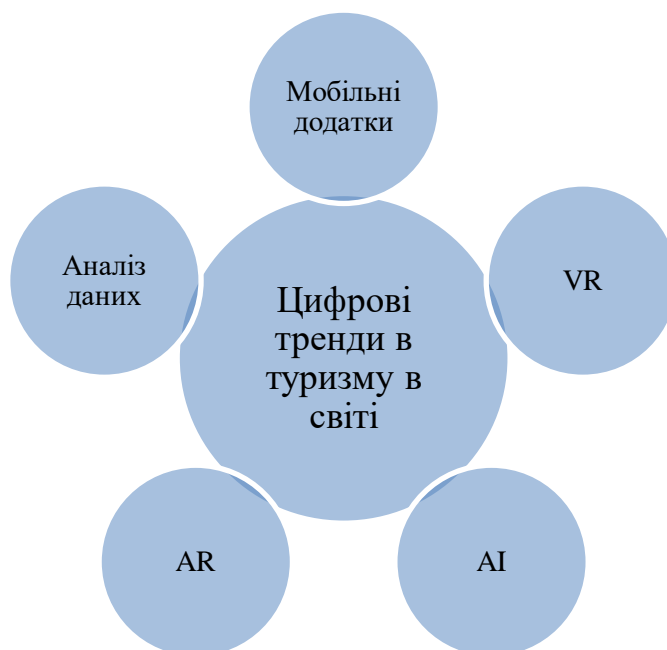 Мобільні
додатки
Аналіз
даних
VR
Цифрові
тренди в
туризму в
світі
AR
AI